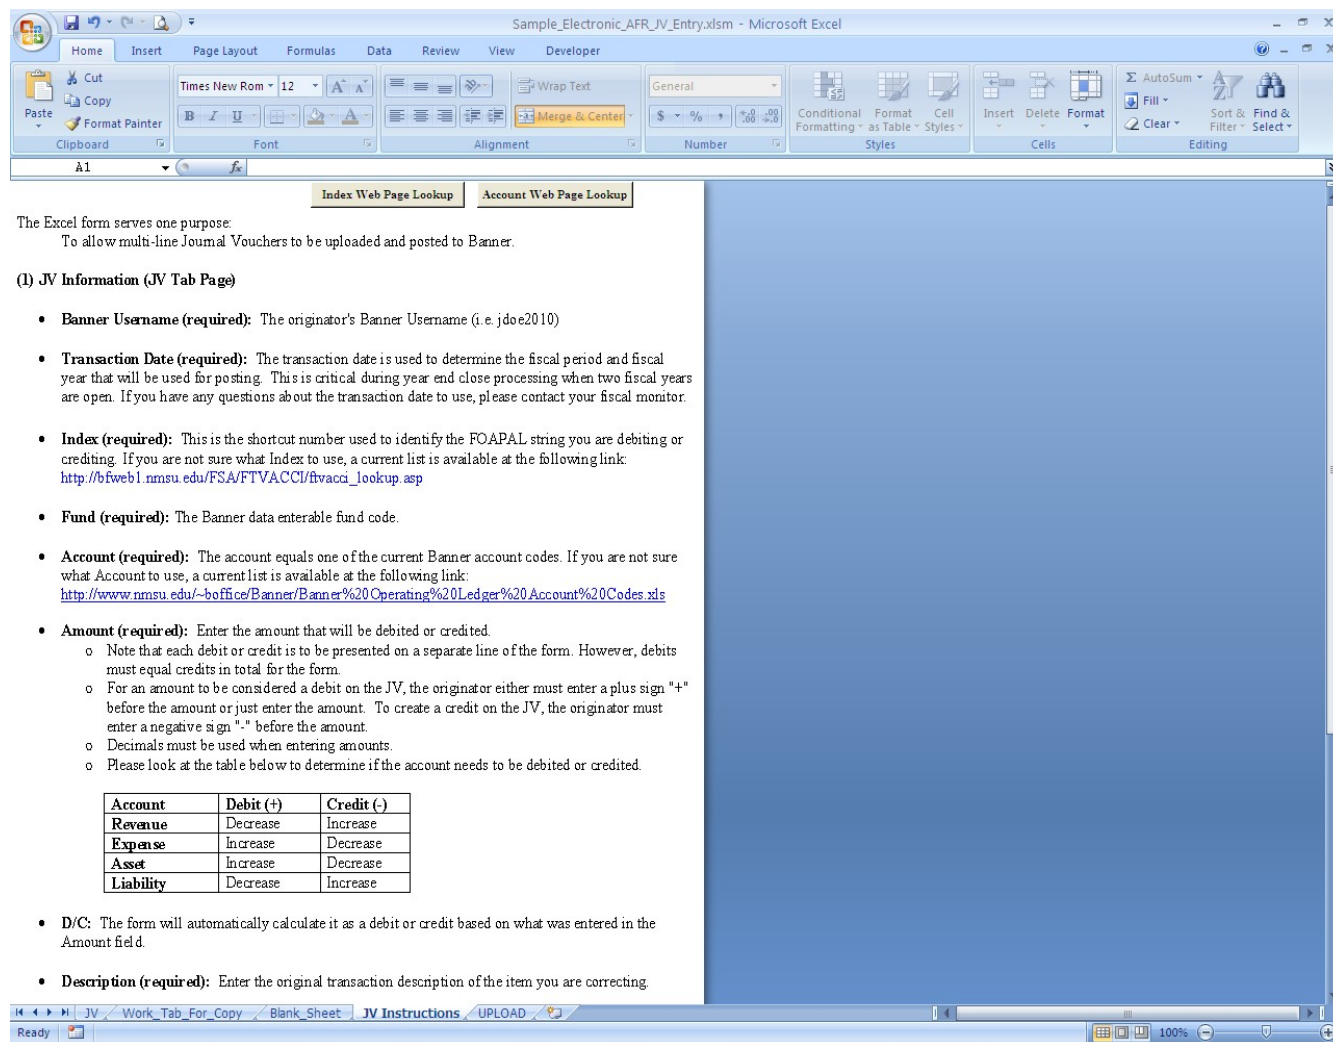 Sample_Electronic_AFR_JV_Entry.xlsm - Microsoft Excel
Home Insert Page Layout Formulas Data Review View Developer
Paste
Cut
Copy
Format Painter
Clipboard
Times New Rom 12
B I U
Font
Wrap Text
Merge & Center
Alignment
General
$ % ,
Number
Conditional Formatting
Format as Table
Cell Styles
Styles
Insert Delete Format
Cells
Σ AutoSum
Fill
Clear
Sort & Filter
Find & Select
Editing
A1 fx
Index Web Page Lookup Account Web Page Lookup
The Excel form serves one purpose:
To allow multi-line Journal Vouchers to be uploaded and posted to Banner.
(1) JV Information (JV Tab Page)
• Banner Username (required): The originator's Banner Username (i.e. jdoe2010)
• Transaction Date (required): The transaction date is used to determine the fiscal period and fiscal
year that will be used for posting. This is critical during year end close processing when two fiscal years
are open. If you have any questions about the transaction date to use, please contact your fiscal monitor.
• Index (required): This is the shortcut number used to identify the FOAPAL string you are debiting or
crediting. If you are not sure what Index to use, a current list is available at the following link:
http://bfweb1.nmsu.edu/FSA/FTVACCI/ftvacci_lookup.asp
• Fund (required): The Banner data enterable fund code.
• Account (required): The account equals one of the current Banner account codes. If you are not sure
what Account to use, a current list is available at the following link:
http://www.nmsu.edu/~boffice/Banner/Banner%20Operating%20Ledger%20Account%20Codes.xls
• Amount (required): Enter the amount that will be debited or credited.
o Note that each debit or credit is to be presented on a separate line of the form. However, debits
must equal credits in total for the form.
o For an amount to be considered a debit on the JV, the originator either must enter a plus sign "+"
before the amount or just enter the amount. To create a credit on the JV, the originator must
enter a negative sign "-" before the amount.
o Decimals must be used when entering amounts.
o Please look at the table below to determine if the account needs to be debited or credited.
Account Debit (+) Credit (-)
Revenue Decrease Increase
Expense Increase Decrease
Asset Increase Decrease
Liability Decrease Increase
• D/C: The form will automatically calculate it as a debit or credit based on what was entered in the
Amount field.
• Description (required): Enter the original transaction description of the item you are correcting.
JV Work_Tab_For_Copy Blank_Sheet JV Instructions UPLOAD
Ready 100%